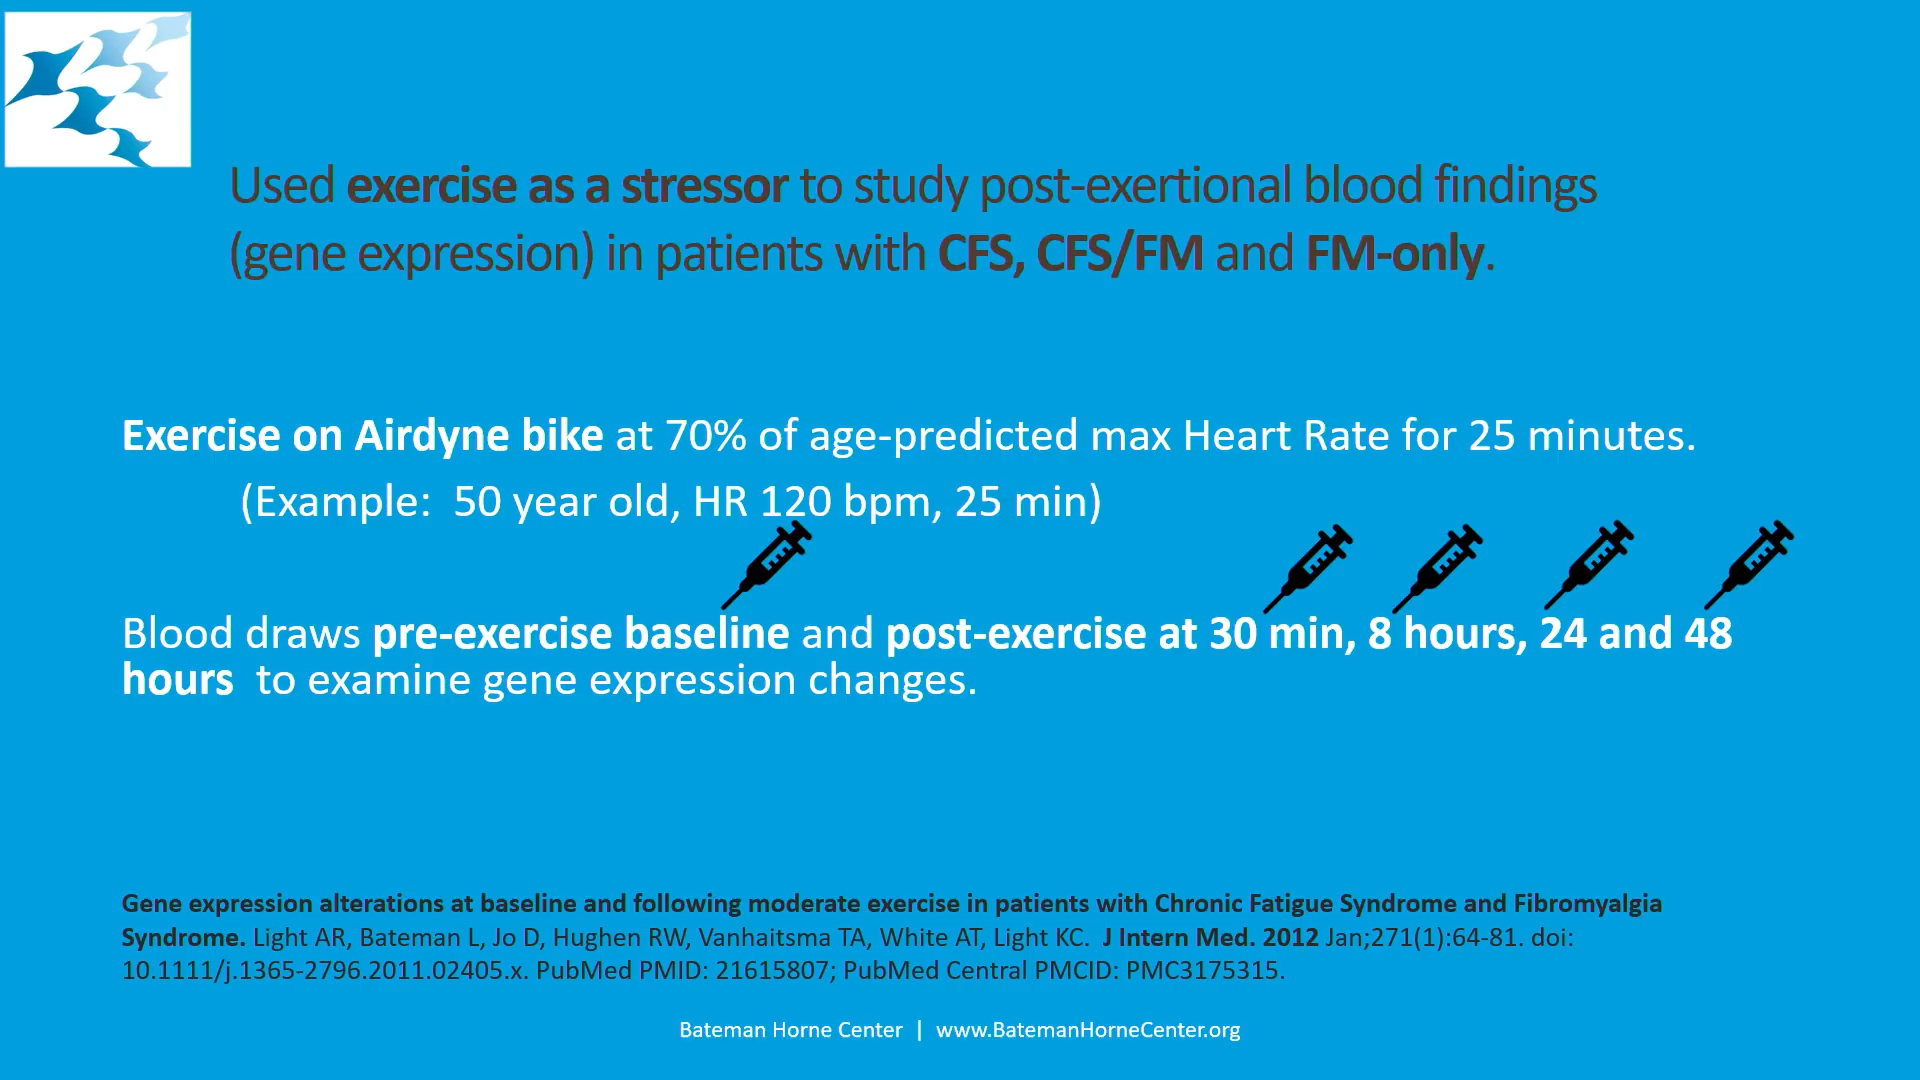 Used exercise as a stressor to study post-exertional blood findings
(gene expression) in patients with CFS, CFS/FM and FM-only.
Exercise on Airdyne bike at 70% of age-predicted max Heart Rate for 25 minutes.
(Example:  50 year old, HR 120 bpm, 25 min)
Blood draws pre-exercise baseline and post-exercise at 30 min, 8 hours, 24 and 48
hours  to examine gene expression changes.
Gene expression alterations at baseline and following moderate exercise in patients with Chronic Fatigue Syndrome and Fibromyalgia
Syndrome. Light AR, Bateman L, Jo D, Hughen RW, Vanhaitsma TA, White AT, Light KC.  J Intern Med. 2012 Jan;271(1):64-81. doi:
10.1111/j.1365-2796.2011.02405.x. PubMed PMID: 21615807; PubMed Central PMCID: PMC3175315.
Bateman Horne Center  |  www.BatemanHorneCenter.org